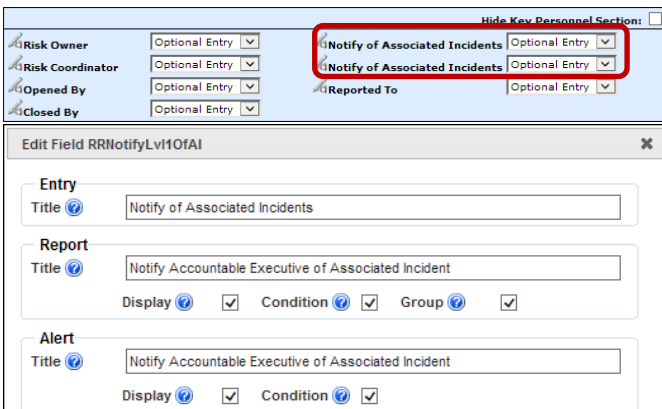 Hide Key Personnel Section:
Risk Owner Optional Entry Notify of Associated Incidents Optional Entry
Risk Coordinator Optional Entry Notify of Associated Incidents Optional Entry
Opened By Optional Entry Reported To Optional Entry
Closed By Optional Entry
Edit Field RRNotifyLvl1OfAI
Entry
Title Notify of Associated Incidents
Report
Title Notify Accountable Executive of Associated Incident
Display Condition Group
Alert
Title Notify Accountable Executive of Associated Incident
Display Condition